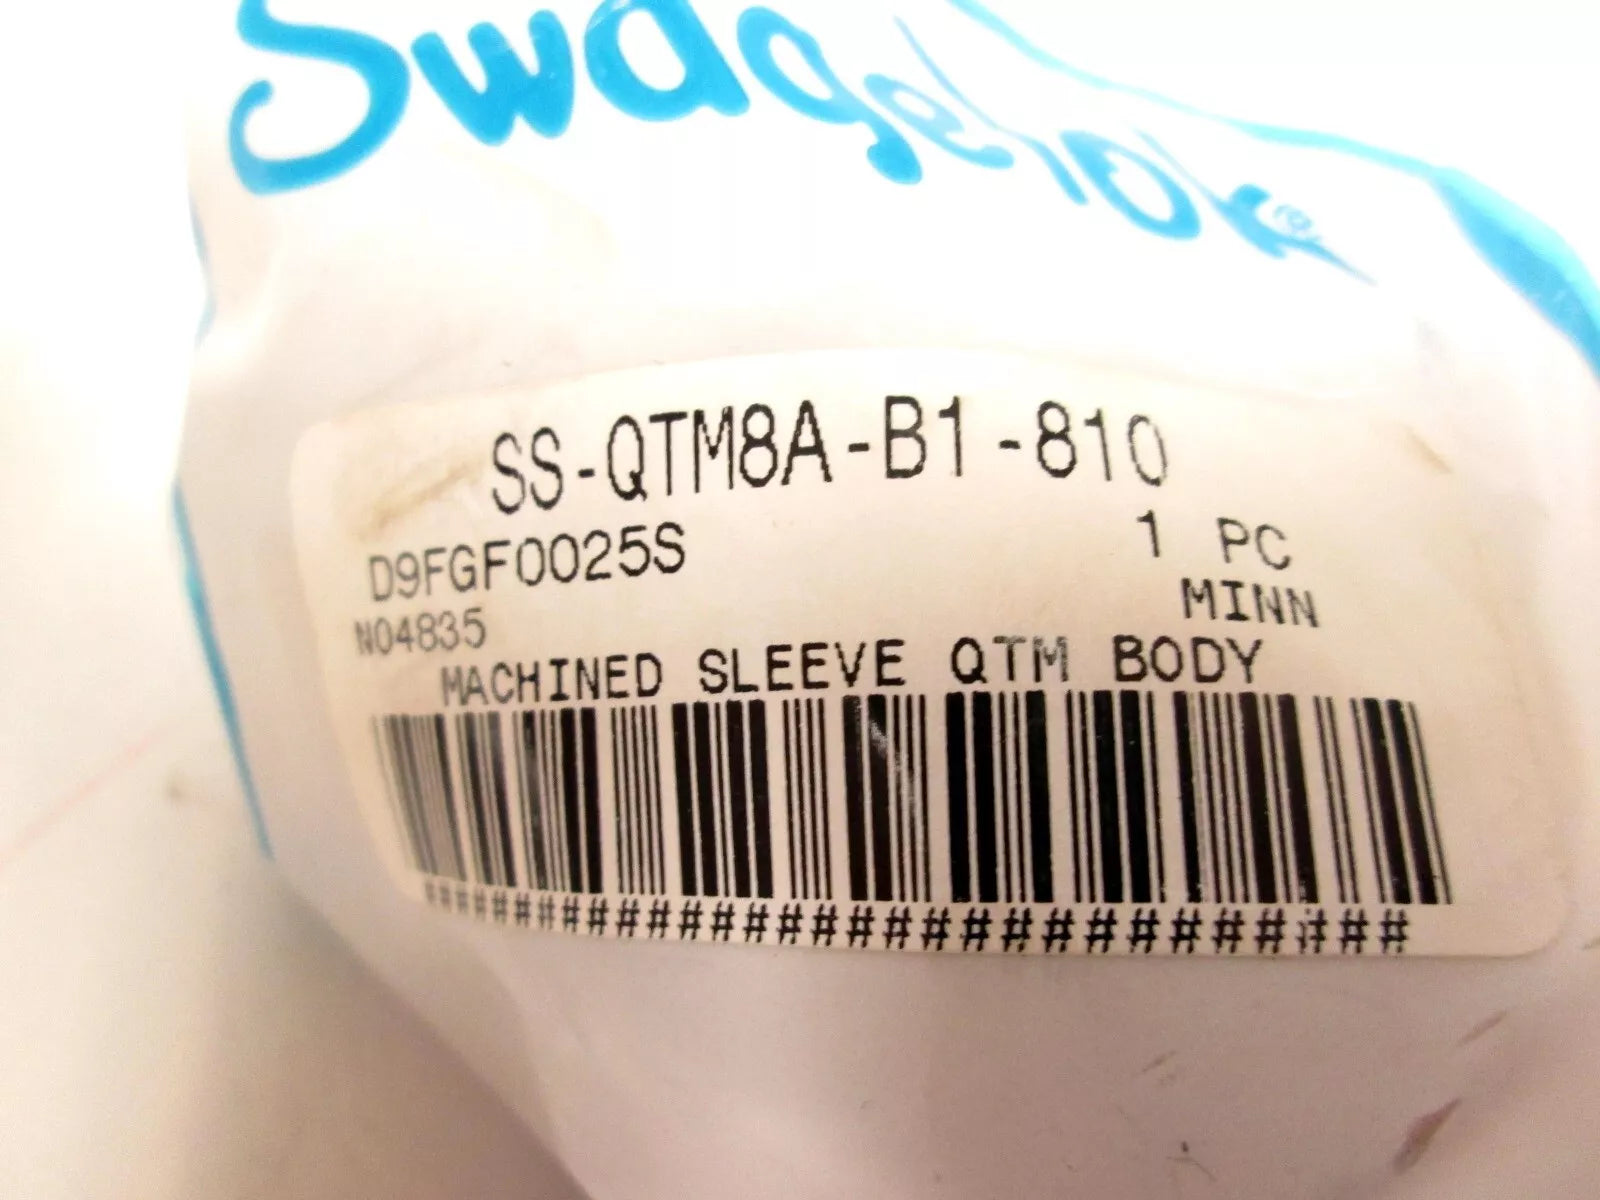 Swagelok®
SS-QTM8A-B1-810
D9FGF0025S 1 PC
N04835 MINN
MACHINED SLEEVE QTM BODY
##############################